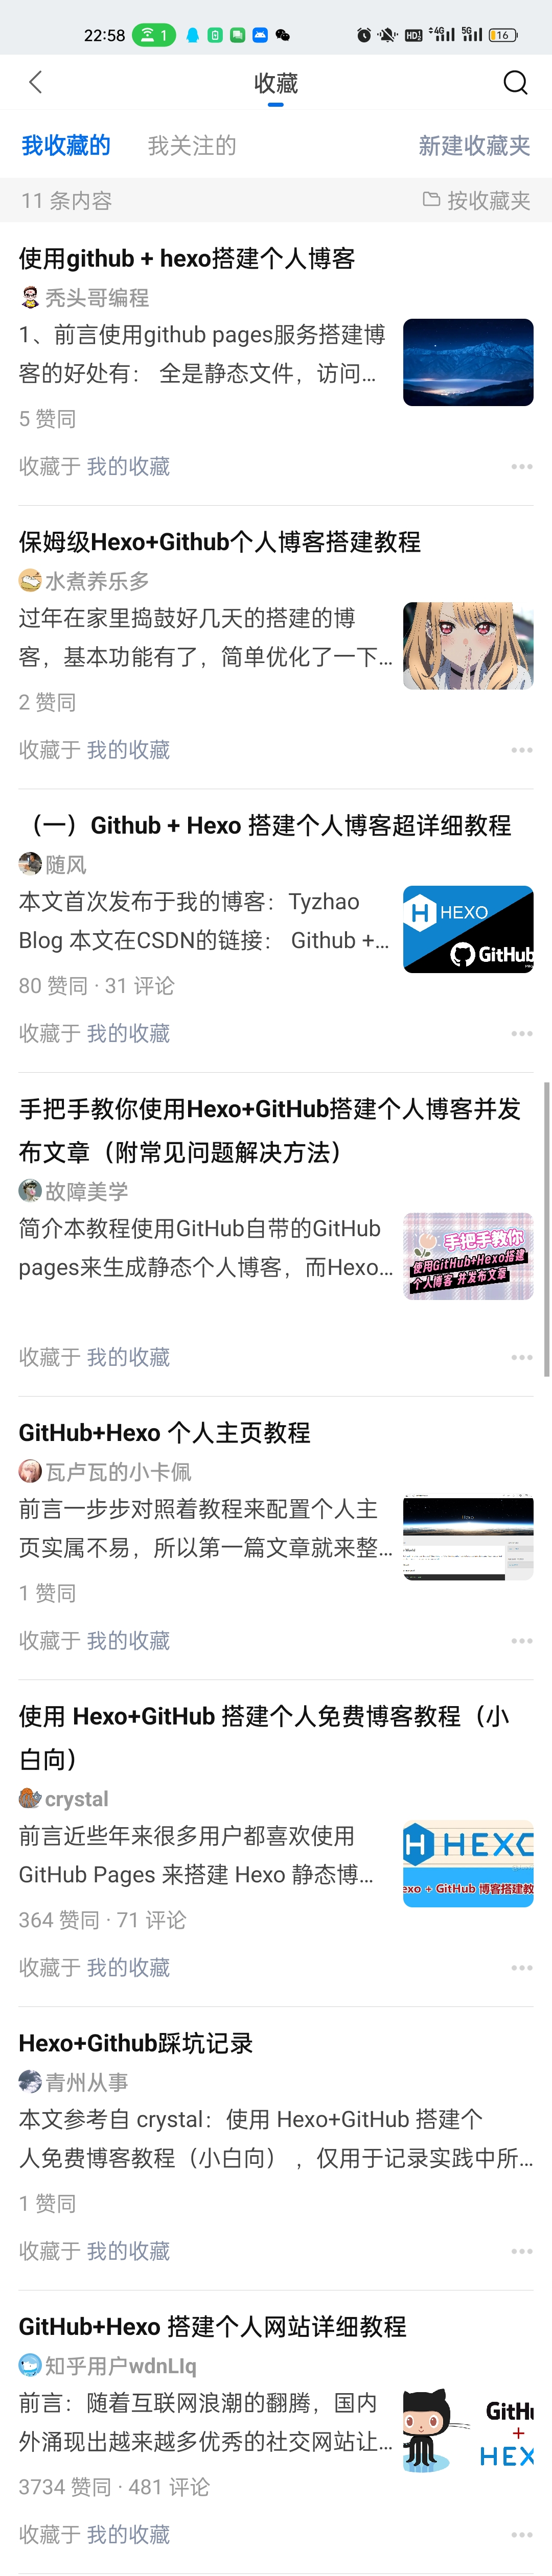 22:58
1
HD
4G
5G
16
收藏
我收藏的
我关注的
新建收藏夹
11 条内容
按收藏夹
使用github + hexo搭建个人博客
秃头哥编程
1、前言使用github pages服务搭建博
客的好处有： 全是静态文件，访问...
5 赞同
收藏于 我的收藏
保姆级Hexo+Github个人博客搭建教程
水煮养乐多
过年在家里捣鼓好几天的搭建的博
客，基本功能有了，简单优化了一下...
2 赞同
收藏于 我的收藏
（一）Github + Hexo 搭建个人博客超详细教程
随风
本文首次发布于我的博客：Tyzhao
Blog 本文在CSDN的链接： Github +...
HEXO
GitHub
80 赞同 · 31 评论
收藏于 我的收藏
手把手教你使用Hexo+GitHub搭建个人博客并发
布文章（附常见问题解决方法）
故障美学
简介本教程使用GitHub自带的GitHub
pages来生成静态个人博客，而Hexo...
手把手教你
使用GitHub+Hexo搭建
个人博客 并发布文章
收藏于 我的收藏
GitHub+Hexo 个人主页教程
瓦卢瓦的小卡佩
前言一步步对照着教程来配置个人主
页实属不易，所以第一篇文章就来整...
Hexo
1 赞同
收藏于 我的收藏
使用 Hexo+GitHub 搭建个人免费博客教程（小
白向）
crystal
前言近些年来很多用户都喜欢使用
GitHub Pages 来搭建 Hexo 静态博...
HEXO
exo + GitHub 博客搭建教
364 赞同 · 71 评论
收藏于 我的收藏
Hexo+Github踩坑记录
青州从事
本文参考自 crystal：使用 Hexo+GitHub 搭建个
人免费博客教程（小白向） ，仅用于记录实践中所...
1 赞同
收藏于 我的收藏
GitHub+Hexo 搭建个人网站详细教程
知乎用户wdnLlq
前言：随着互联网浪潮的翻腾，国内
外涌现出越来越多优秀的社交网站让...
GitHu
+
HEX
3734 赞同 · 481 评论
收藏于 我的收藏